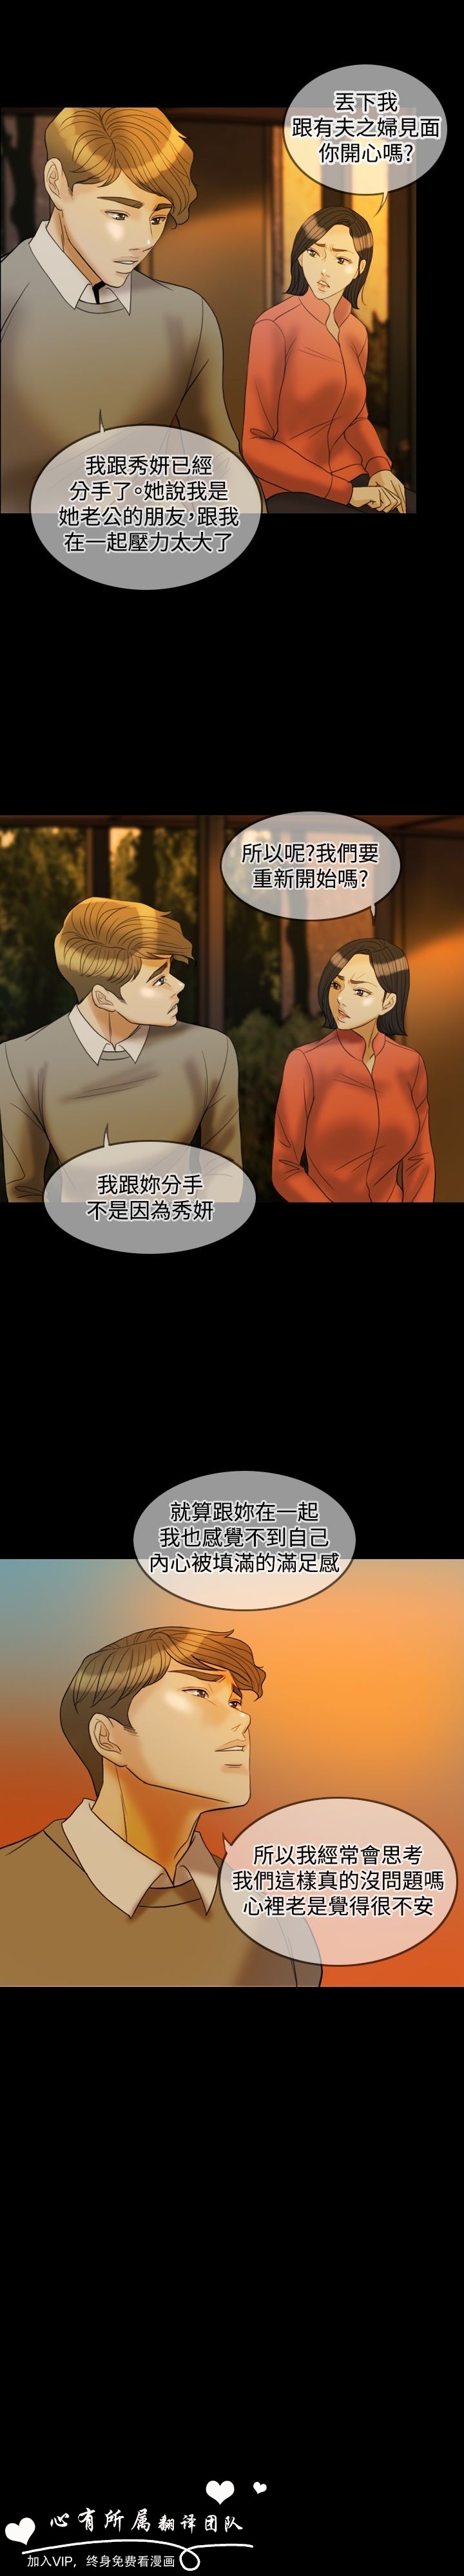 丟下我
跟有夫之婦見面
你開心嗎?
我跟秀妍已經
分手了。她說我是
她老公的朋友，跟我
在一起壓力太大了
所以呢?我們要
重新開始嗎?
我跟妳分手
不是因為秀妍
就算跟妳在一起
我也感覺不到自己
內心被填滿的滿足感
所以我經常會思考
我們這樣真的沒問題嗎
心裡老是覺得很不安
心有所属翻译团队
加入VIP，终身免费看漫画